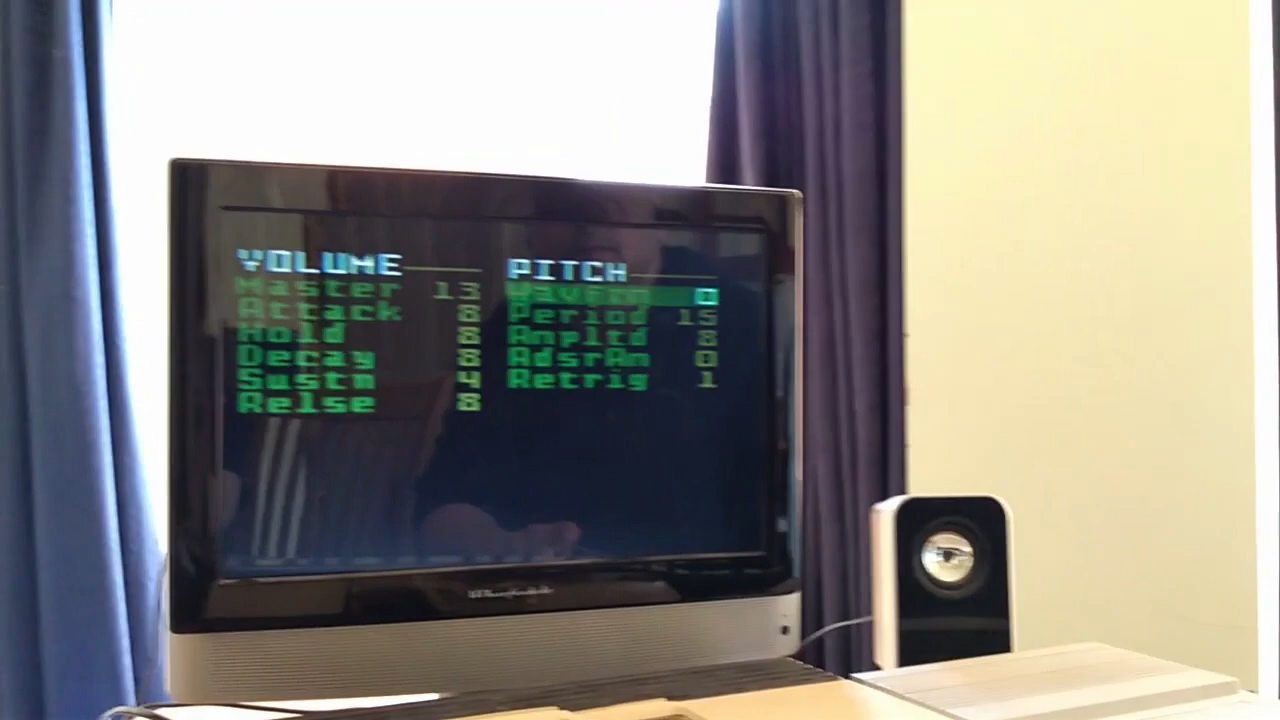 VOLUME
Master 13
Attack 8
Hold 8
Decay 8
Sustn 4
Relse 8
PITCH
Wavfrm 0
Period 15
Ampltd 8
AdsrAm 0
Retrig 1